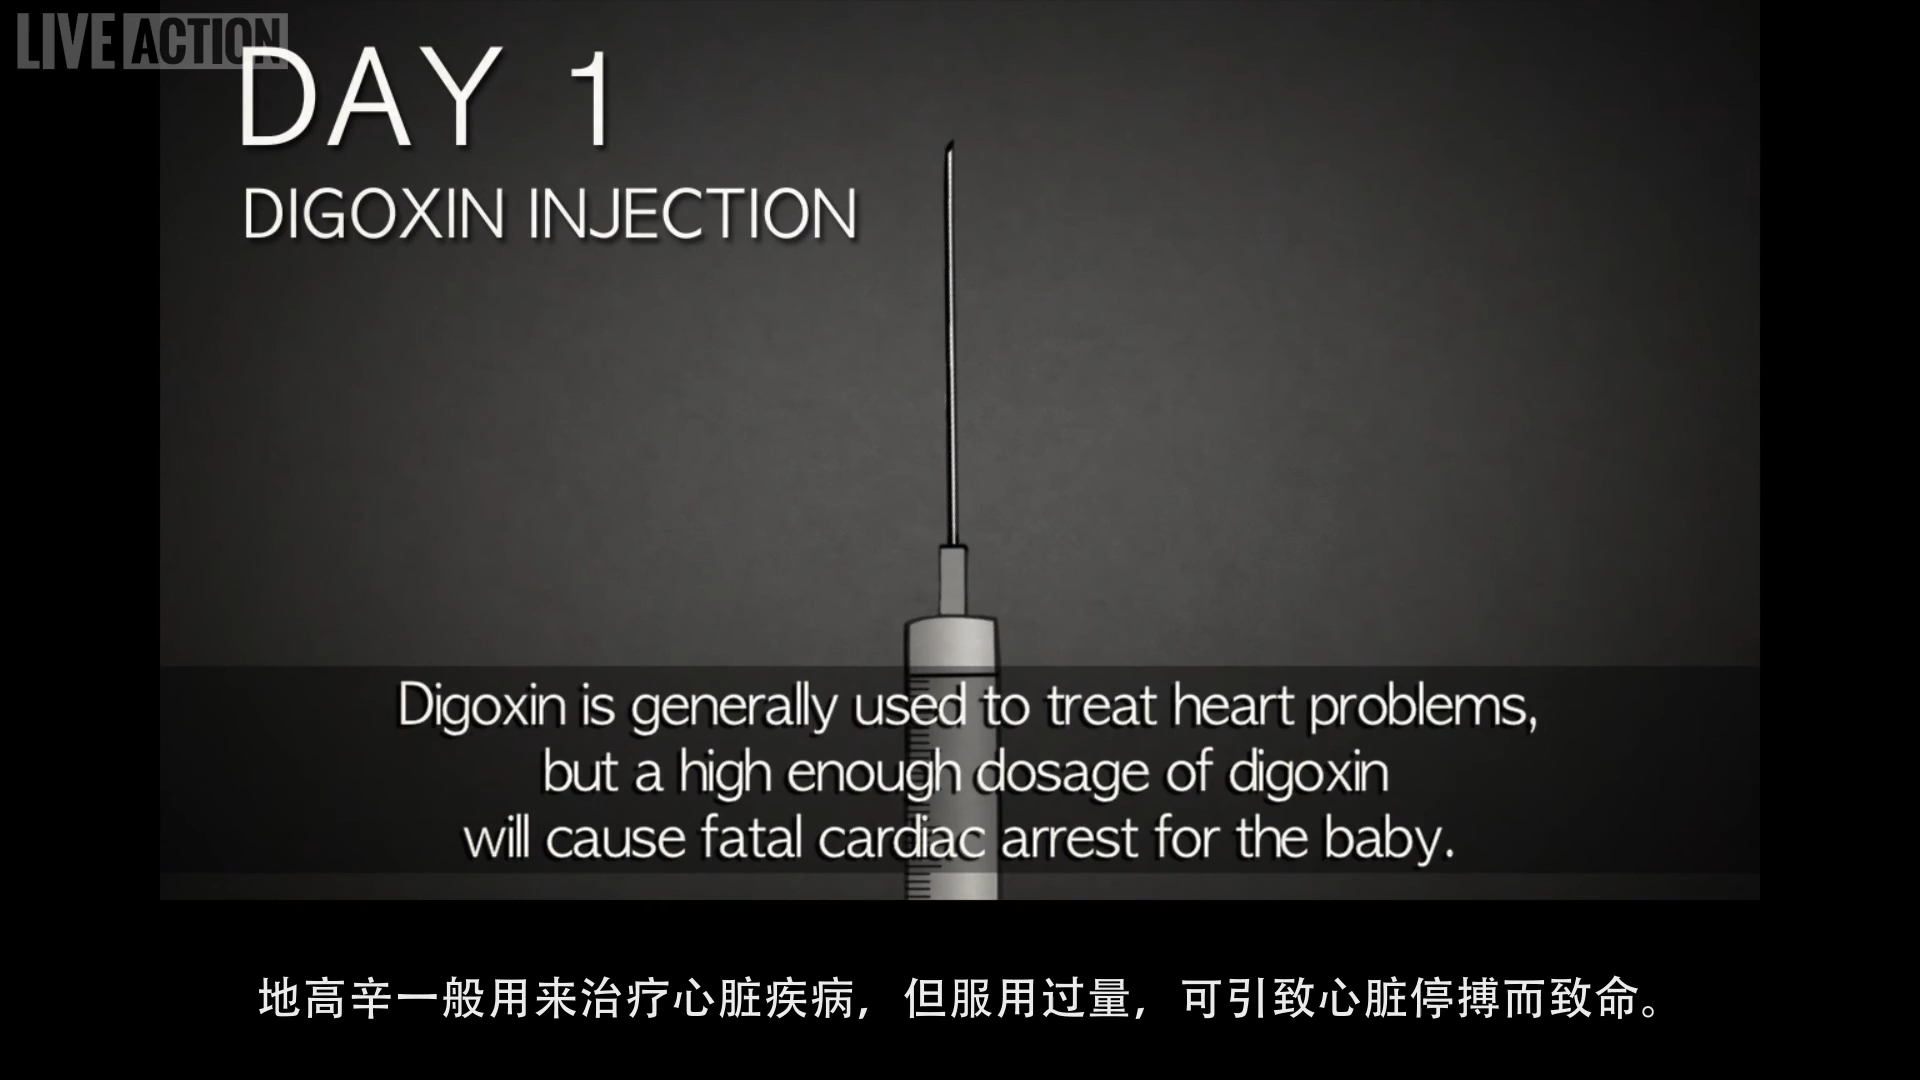 LIVE ACTION
DAY 1
DIGOXIN INJECTION
Digoxin is generally used to treat heart problems,
but a high enough dosage of digoxin
will cause fatal cardiac arrest for the baby.
地高辛一般用来治疗心脏疾病，但服用过量，可引致心脏停搏而致命。